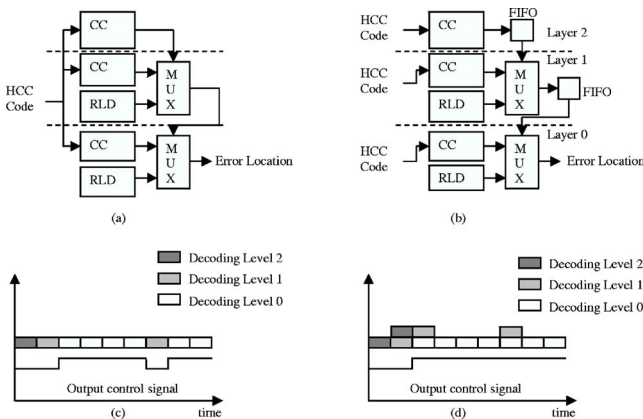 CC
CC
RLD
CC
RLD
M
U
X
M
U
X
HCC
Code
Error Location
(a)
CC
FIFO
Layer 2
Layer 1
HCC
Code
CC
RLD
M
U
X
FIFO
Layer 0
HCC
Code
HCC
Code
CC
RLD
M
U
X
Error Location
(b)
Decoding Level 2
Decoding Level 1
Decoding Level 0
Output control signal
(c)
time
Decoding Level 2
Decoding Level 1
Decoding Level 0
Output control signal
(d)
time